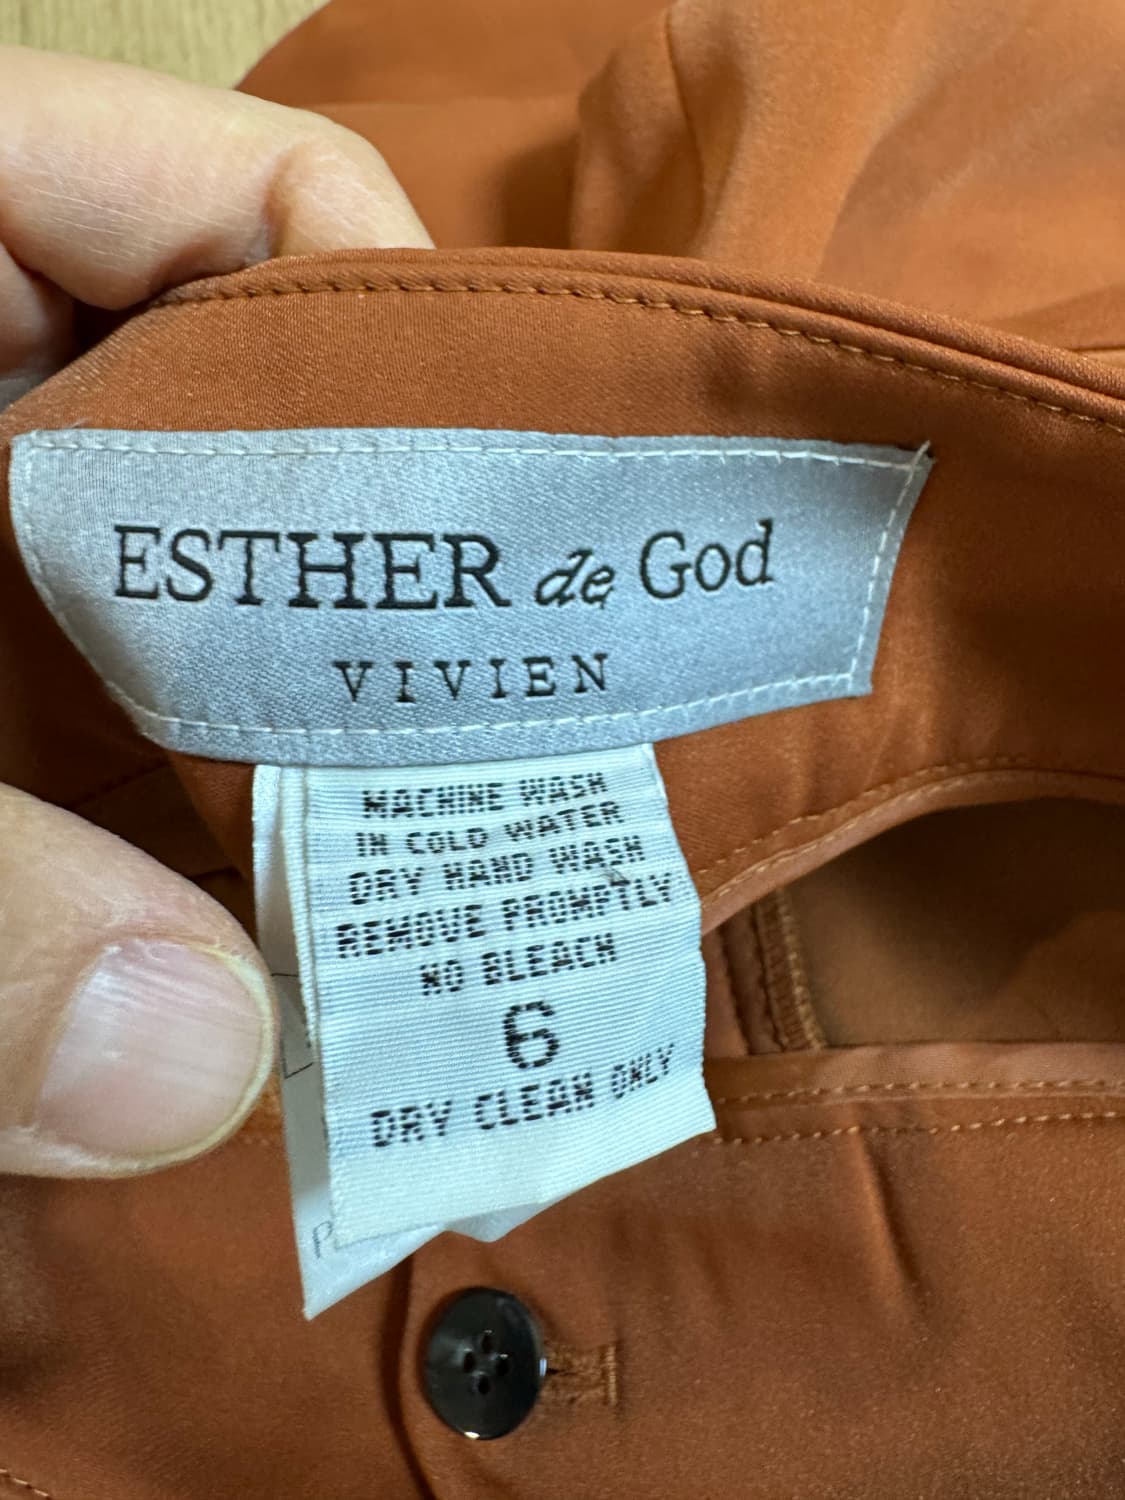 ESTHER de God
VIVIEN
MACHINE WASH
IN COLD WATER
DRY HAND WASH
REMOVE PROMPTLY
NO BLEACH
6
DRY CLEAN ONLY